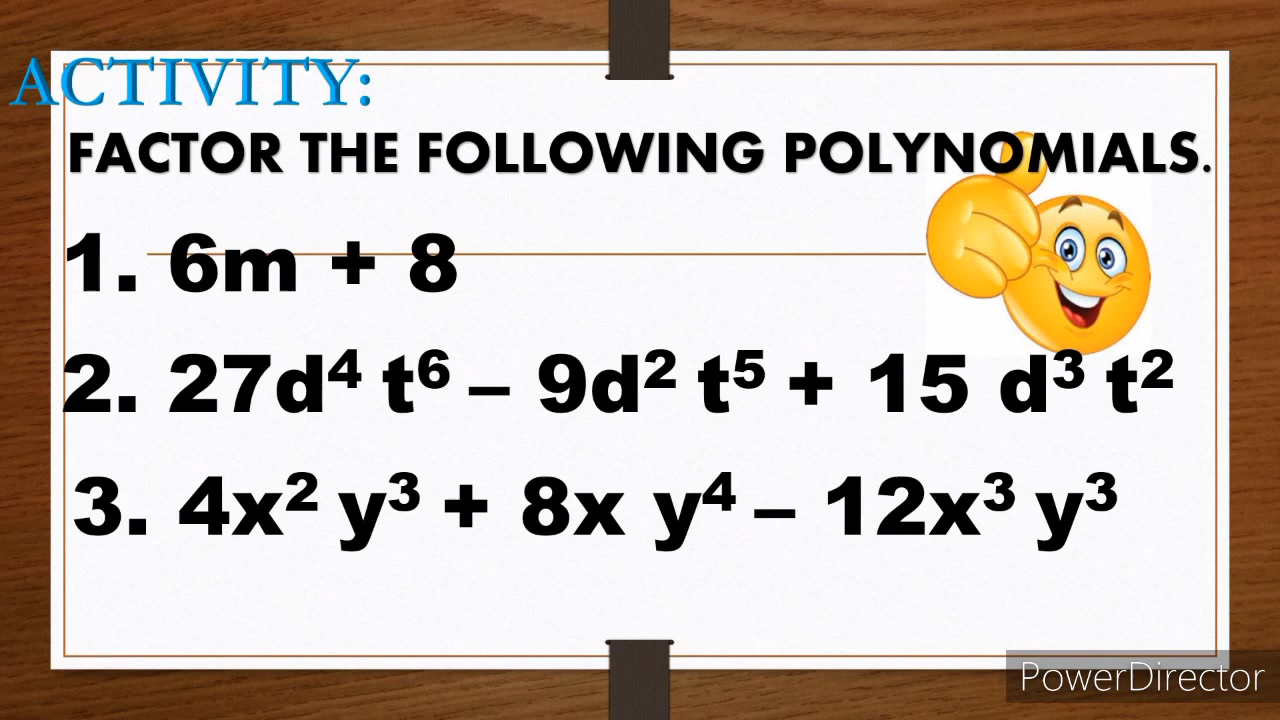 ACTIVITY:
FACTOR THE FOLLOWING POLYNOMIALS.
1. 6m + 8
2. 27d⁴ t⁶ – 9d² t⁵ + 15 d³ t²
3. 4x² y³ + 8x y⁴ – 12x³ y³
PowerDirector